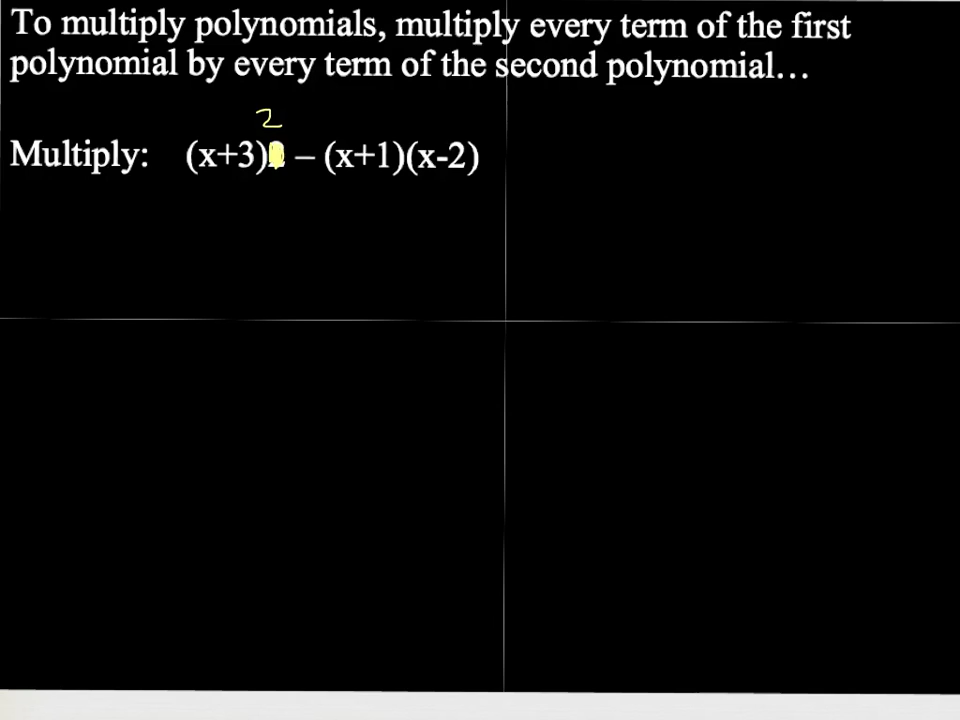 To multiply polynomials, multiply every term of the first
polynomial by every term of the second polynomial…
2
Multiply: (x+3) – (x+1)(x-2)